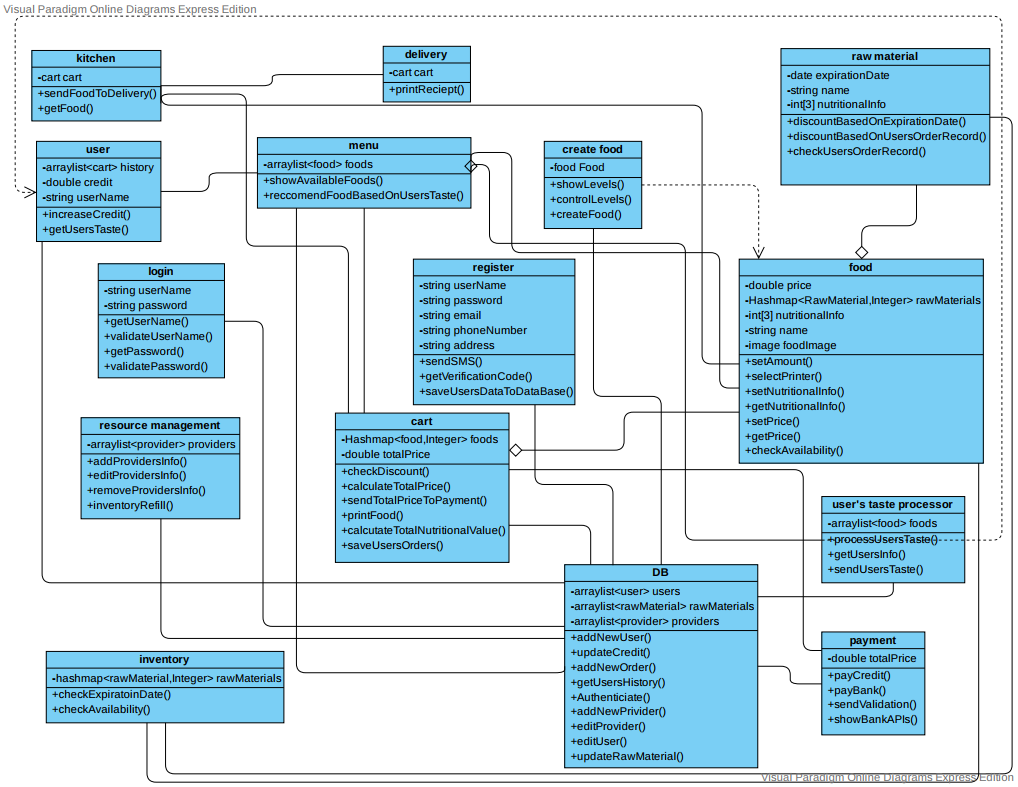 Visual Paradigm Online Diagrams Express Edition
kitchen
-cart cart
+sendFoodToDelivery()
+getFood()
delivery
-cart cart
+printReciept()
raw material
-date expirationDate
-string name
-int[3] nutritionalInfo
+discountBasedOnExpirationDate()
+discountBasedOnUsersOrderRecord()
+checkUsersOrderRecord()
user
-arraylist<cart> history
-double credit
-string userName
+increaseCredit()
+getUsersTaste()
menu
-arraylist<food> foods
+showAvailableFoods()
+reccomendFoodBasedOnUsersTaste()
create food
-food Food
+showLevels()
+controlLevels()
+createFood()
login
-string userName
-string password
+getUserName()
+validateUserName()
+getPassword()
+validatePassword()
register
-string userName
-string password
-string email
-string phoneNumber
-string address
+sendSMS()
+getVerificationCode()
+saveUsersDataToDataBase()
food
-double price
-Hashmap<RawMaterial,Integer> rawMaterials
-int[3] nutritionalInfo
-string name
-image foodImage
+setAmount()
+selectPrinter()
+setNutritionalInfo()
+getNutritionalInfo()
+setPrice()
+getPrice()
+checkAvailability()
resource management
-arraylist<provider> providers
+addProvidersInfo()
+editProvidersInfo()
+removeProvidersInfo()
+inventoryRefill()
cart
-Hashmap<food,Integer> foods
-double totalPrice
+checkDiscount()
+calculateTotalPrice()
+sendTotalPriceToPayment()
+printFood()
+calcutateTotalNutritionalValue()
+saveUsersOrders()
user's taste processor
-arraylist<food> foods
+processUsersTaste()
+getUsersInfo()
+sendUsersTaste()
DB
-arraylist<user> users
-arraylist<rawMaterial> rawMaterials
-arraylist<provider> providers
+addNewUser()
+updateCredit()
+addNewOrder()
+getUsersHistory()
+Authenticiate()
+addNewPrivider()
+editProvider()
+editUser()
+updateRawMaterial()
payment
-double totalPrice
+payCredit()
+payBank()
+sendValidation()
+showBankAPIs()
inventory
-hashmap<rawMaterial,Integer> rawMaterials
+checkExpiratoinDate()
+checkAvailability()
Visual Paradigm Online Diagrams Express Edition